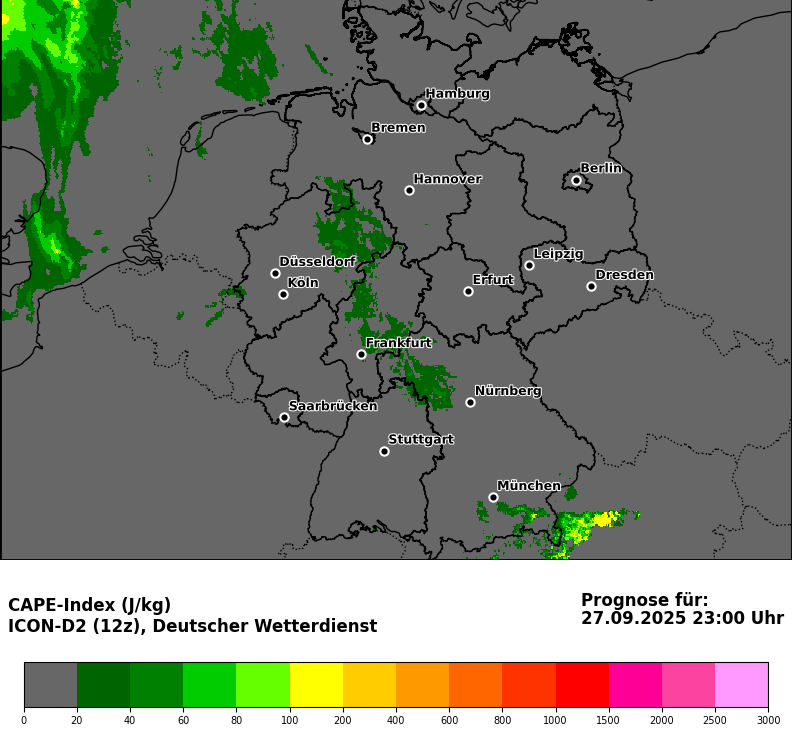 Hamburg
Bremen
Berlin
Hannover
Leipzig
Düsseldorf
Dresden
Köln
Erfurt
Frankfurt
Nürnberg
Saarbrücken
Stuttgart
München
CAPE-Index (J/kg)
ICON-D2 (12z), Deutscher Wetterdienst
Prognose für:
27.09.2025 23:00 Uhr
0 20 40 60 80 100 200 400 600 800 1000 1500 2000 2500 3000